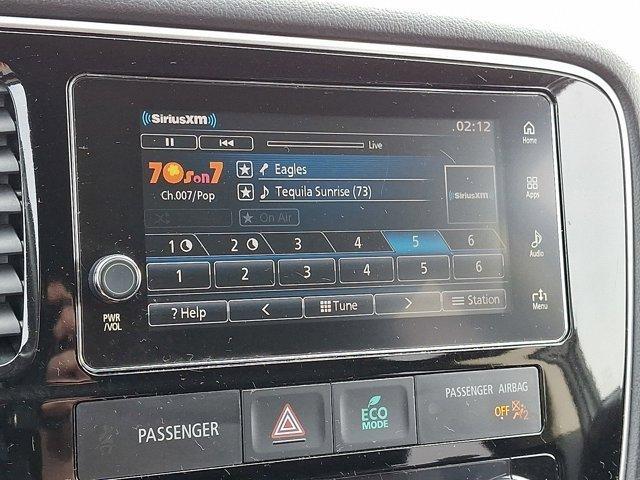 SiriusXM
.02:12
Live
70s on 7
Ch.007/Pop
Eagles
Tequila Sunrise (73)
SiriusXM
On Air
1 2 3 4 5 6
1 2 3 4 5 6
? Help < Tune > Station
Home
Apps
Audio
Menu
PWR
/VOL
PASSENGER
ECO
MODE
PASSENGER AIRBAG
OFF 2